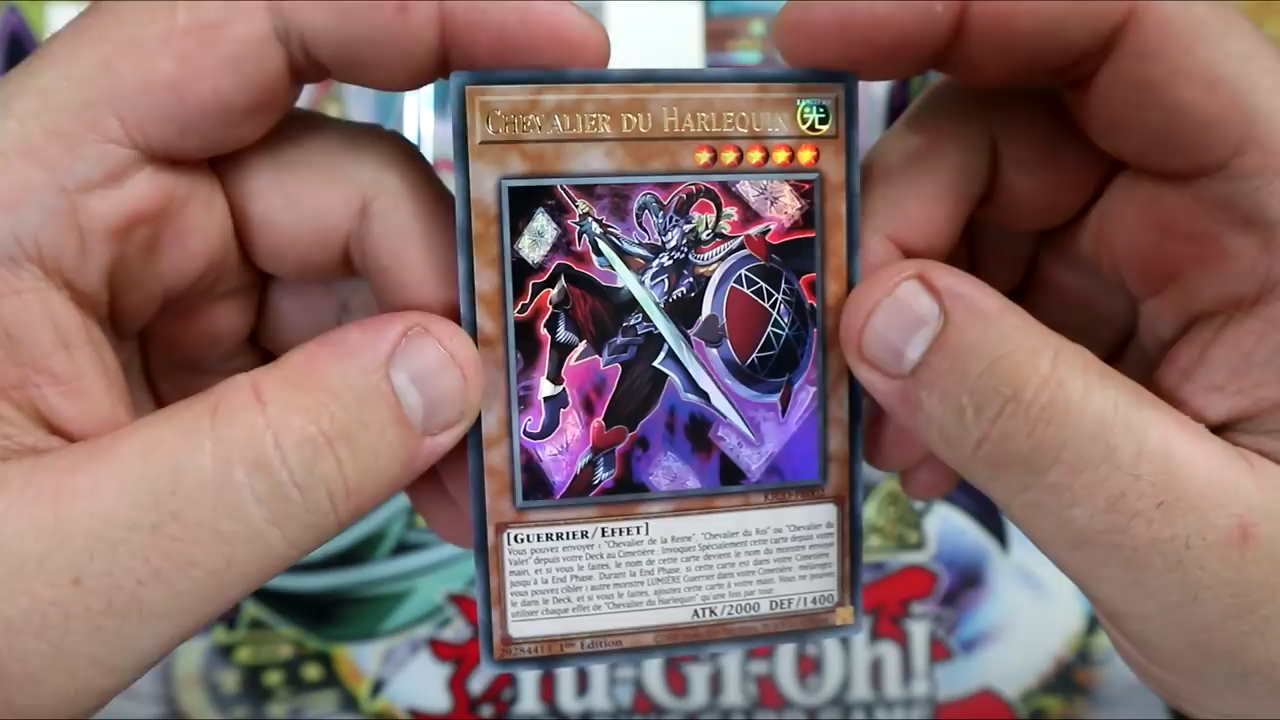 CHEVALIER DU HARLEQUIN
LUMIÈRE
光
[GUERRIER/EFFET]
Vous pouvez envoyer 1 "Chevalier de la Reine", "Chevalier du Roi" ou "Chevalier du
Valet" depuis votre Deck au Cimetière ; Invoquez Spécialement cette carte depuis votre
main, et si vous le faites, le nom de cette carte devient le nom du monstre envoyé
jusqu'à la End Phase. Durant la End Phase, si cette carte est dans votre Cimetière :
vous pouvez cibler 1 autre monstre LUMIÈRE Guerrier dans votre Cimetière ; mélangez-
le dans le Deck, et si vous le faites, ajoutez cette carte à votre main. Vous ne pouvez
utiliser chaque effet de "Chevalier du Harlequin" qu'une fois par tour.
ATK/2000 DEF/1400
29284413 1ère Edition
Yu-Gi-Oh!